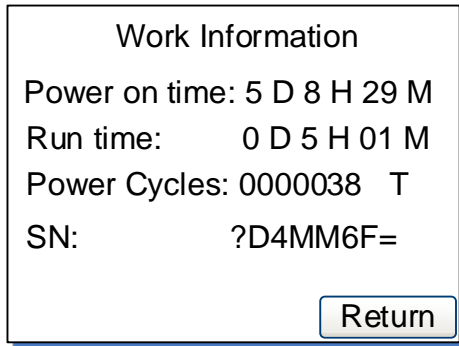 Work Information
Power on time: 5 D 8 H 29 M
Run time: 0 D 5 H 01 M
Power Cycles: 0000038 T
SN: ?D4MM6F=
Return